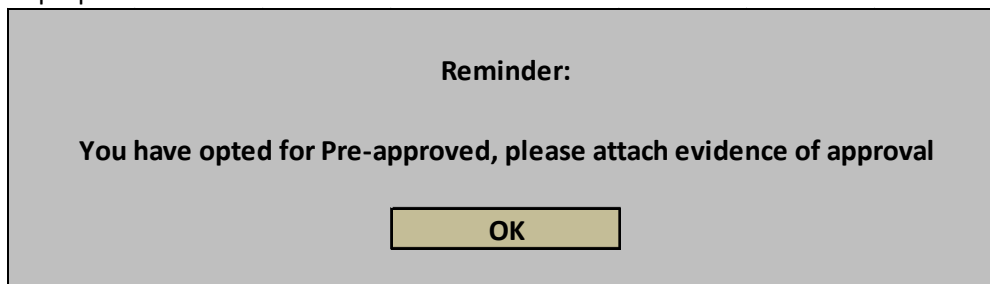 Reminder:
You have opted for Pre-approved, please attach evidence of approval
OK